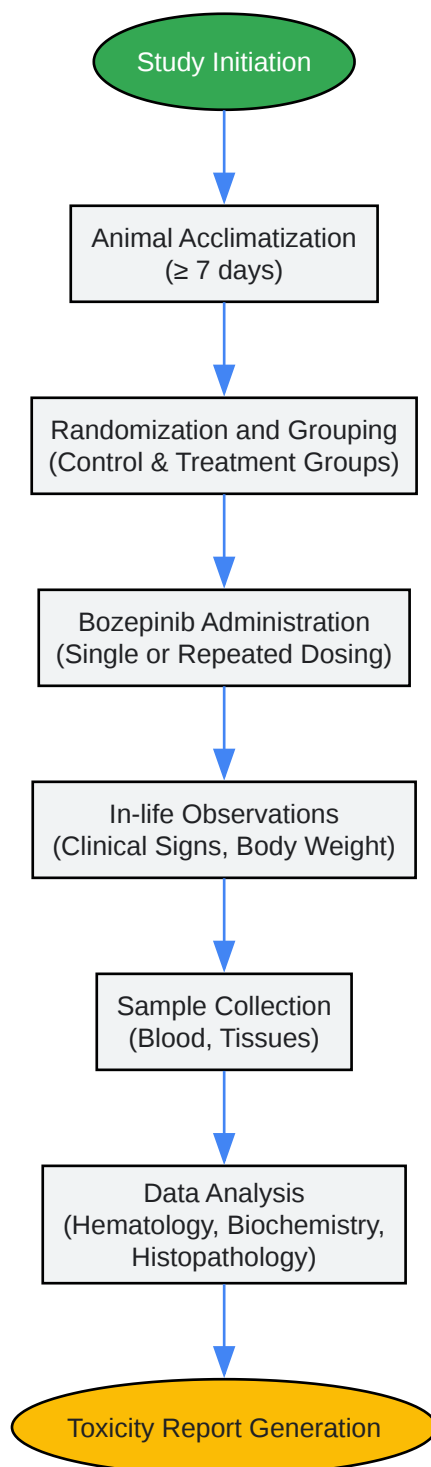 Study Initiation
Animal Acclimatization
(≥ 7 days)
Randomization and Grouping
(Control & Treatment Groups)
Bozepinib Administration
(Single or Repeated Dosing)
In-life Observations
(Clinical Signs, Body Weight)
Sample Collection
(Blood, Tissues)
Data Analysis
(Hematology, Biochemistry,
Histopathology)
Toxicity Report Generation